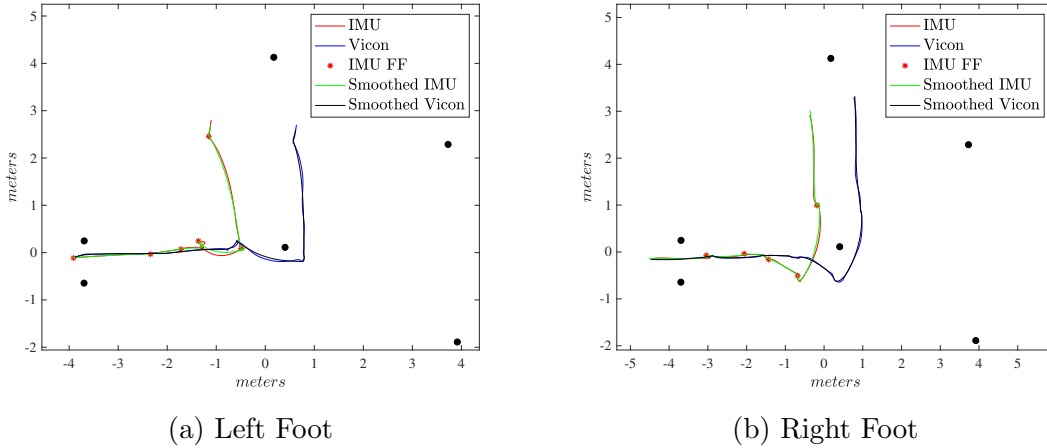 5
4
3
2
1
0
-1
-2
meters
-4 -3 -2 -1 0 1 2 3 4
meters
IMU
Vicon
IMU FF
Smoothed IMU
Smoothed Vicon
(a) Left Foot
5
4
3
2
1
0
-1
-2
meters
-5 -4 -3 -2 -1 0 1 2 3 4 5
meters
IMU
Vicon
IMU FF
Smoothed IMU
Smoothed Vicon
(b) Right Foot